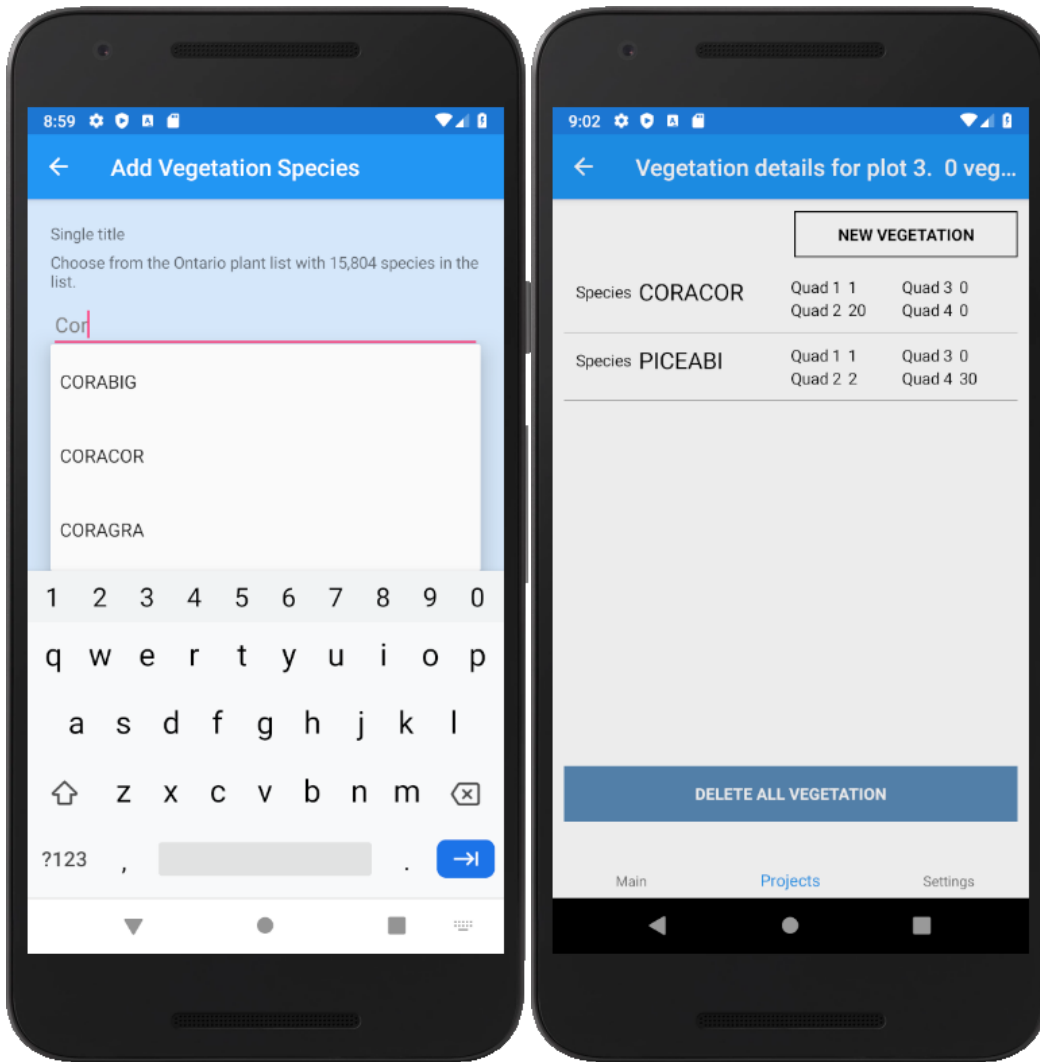 8:59
Add Vegetation Species
Single title
Choose from the Ontario plant list with 15,804 species in the
list.
Cor
CORABIG
CORACOR
CORAGRA
1 2 3 4 5 6 7 8 9 0
q w e r t y u i o p
a s d f g h j k l
z x c v b n m
?123 , .
9:02
Vegetation details for plot 3. 0 veg...
NEW VEGETATION
Species CORACOR Quad 1 1 Quad 3 0
Quad 2 20 Quad 4 0
Species PICEABI Quad 1 1 Quad 3 0
Quad 2 2 Quad 4 30
DELETE ALL VEGETATION
Main Projects Settings